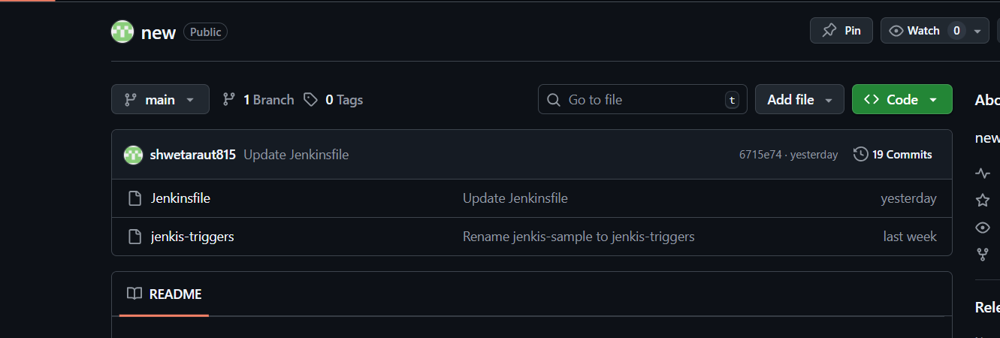 new Public Pin Watch 0
main 1 Branch 0 Tags Go to file t Add file Code
shwetaraut815 Update Jenkinsfile 6715e74 · yesterday 19 Commits
Jenkinsfile Update Jenkinsfile yesterday
jenkis-triggers Rename jenkis-sample to jenkis-triggers last week
README
new